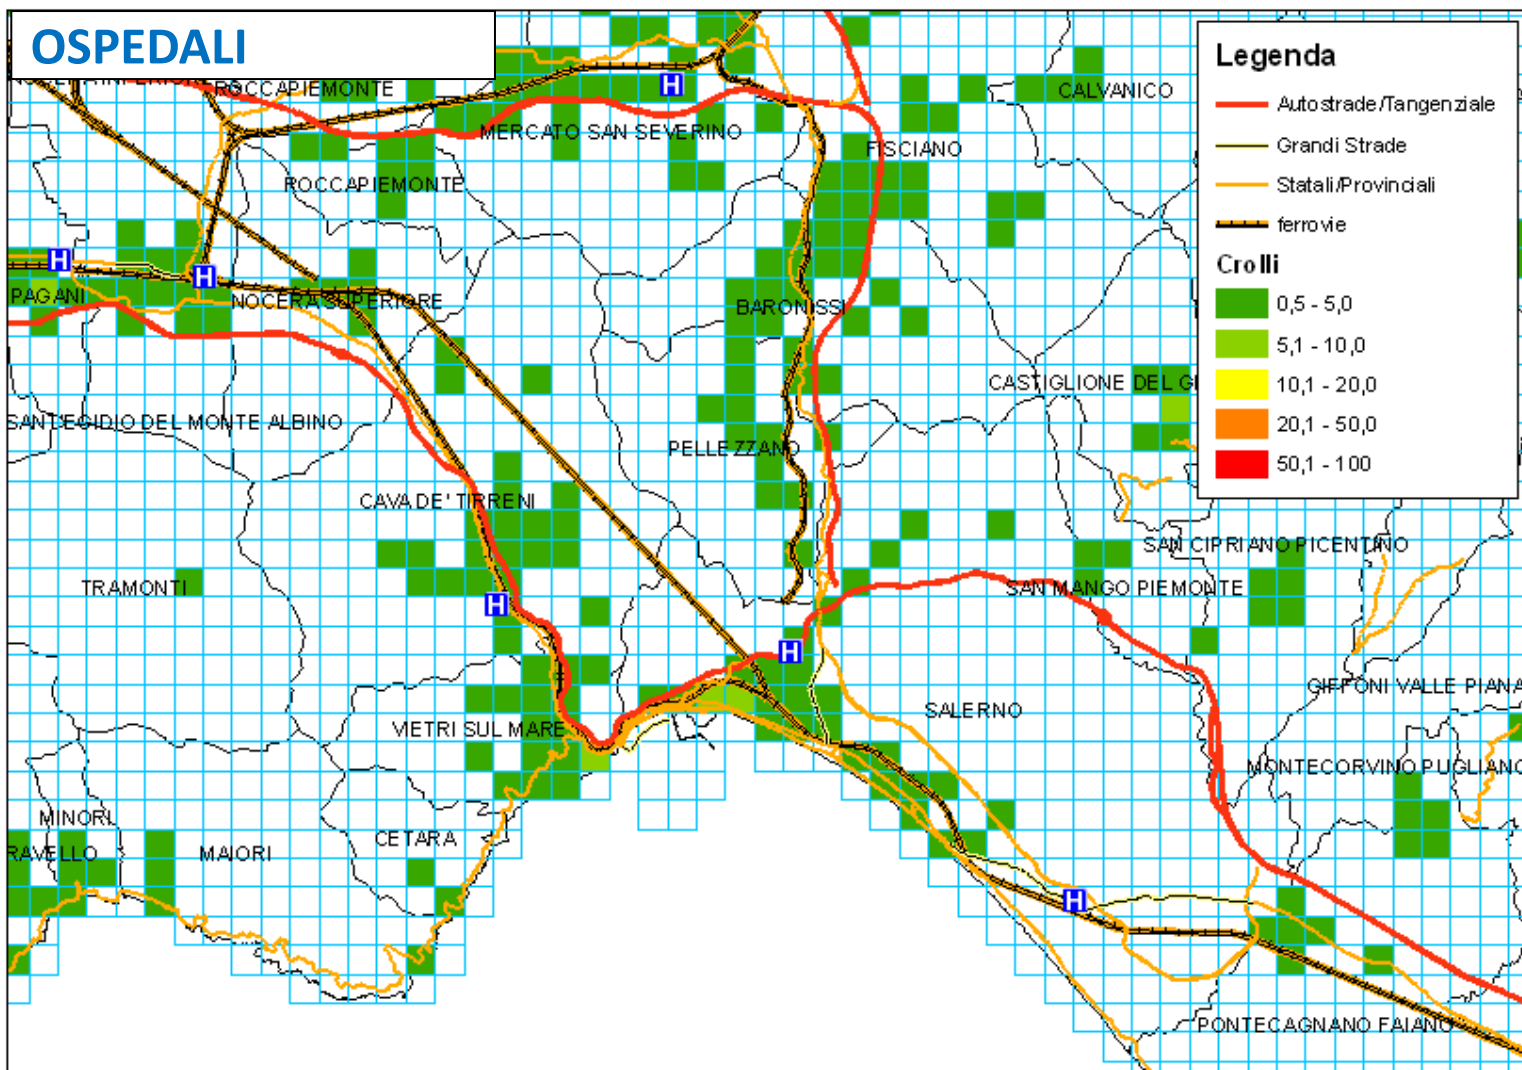 OSPEDALI
Legenda
Autostrade/Tangenziale
Grandi Strade
Statali/Provinciali
ferrovie
Crolli
0,5 - 5,0
5,1 - 10,0
10,1 - 20,0
20,1 - 50,0
50,1 - 100
ROCCAPIEMONTE
CALVANICO
H
MERCATO SAN SEVERINO
FISCIANO
ROCCAPIEMONTE
H
H
PAGANI
NOCERA SUPERIORE
BARONISSI
CASTIGLIONE DEL GI
SANT'EGIDIO DEL MONTE ALBINO
PELLEZZANO
CAVA DE' TIRRENI
SAN CIPRIANO PICENTINO
TRAMONTI
SAN MANGO PIEMONTE
H
H
GIFFONI VALLE PIANA
SALERNO
VIETRI SUL MARE
MONTECORVINO PUGLIANO
MINORI
CETARA
RAVELLO
MAIORI
H
PONTECAGNANO FAIANO